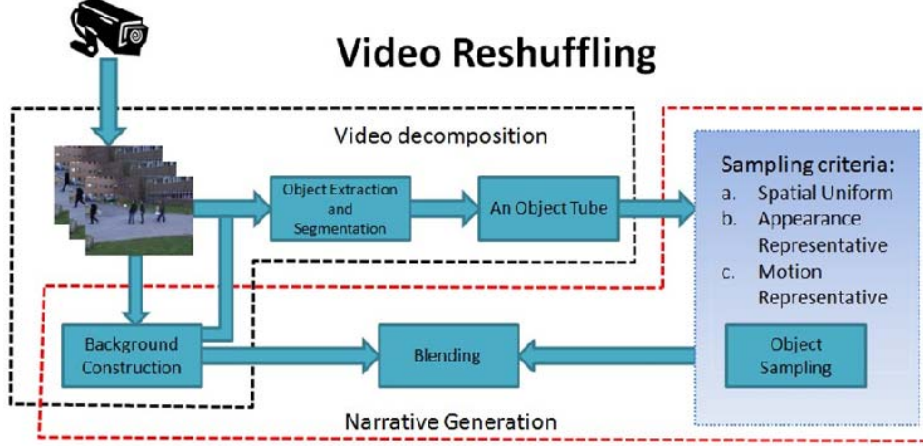 Video Reshuffling
Video decomposition
Object Extraction
and
Segmentation
An Object Tube
Sampling criteria:
a. Spatial Uniform
b. Appearance
Representative
c. Motion
Representative
Background
Construction
Blending
Object
Sampling
Narrative Generation